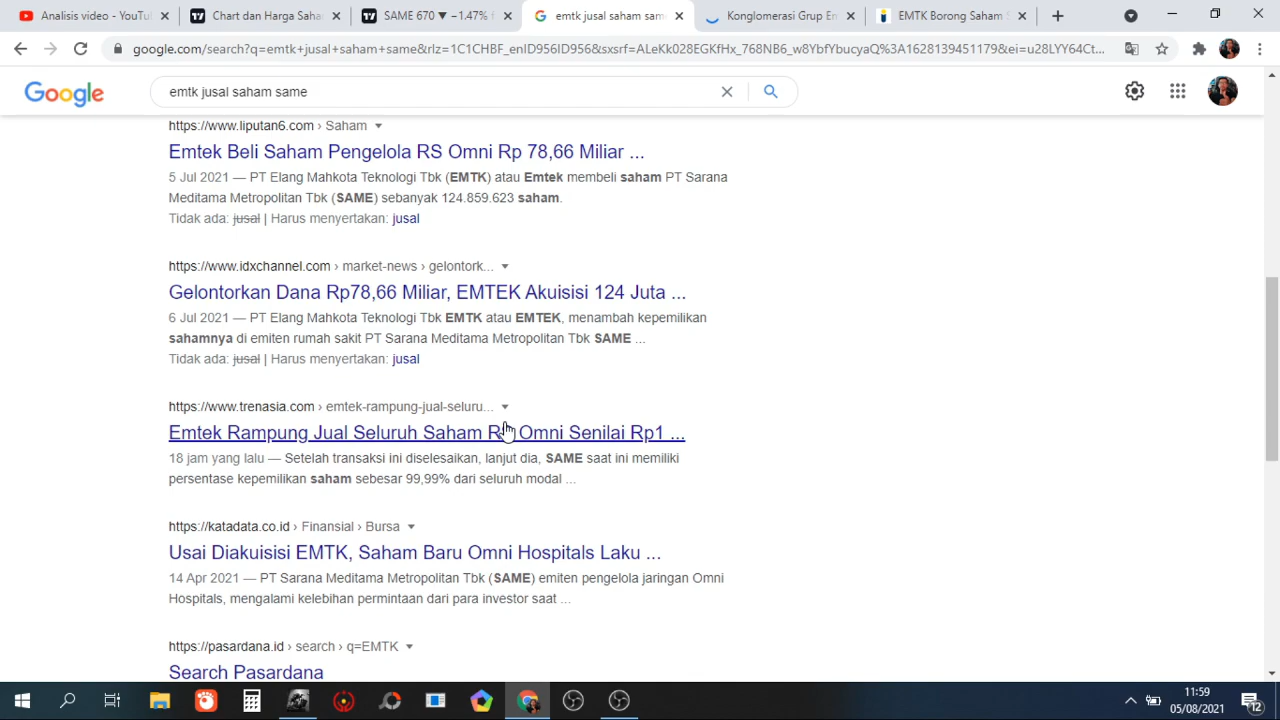 Analisis video - YouTu
Chart dan Harga Saha
SAME 670 ▼ −1.47%
emtk jusal saham sam
Konglomerasi Grup Em
EMTK Borong Saham
google.com/search?q=emtk+jusal+saham+same&rlz=1C1CHBF_enID956ID956&sxsrf=ALeKk028EGKfHx_768NB6_w8YbfYbucyaQ%3A1628139451179&ei=u28LYY64Ct...
Google
emtk jusal saham same
https://www.liputan6.com › Saham
Emtek Beli Saham Pengelola RS Omni Rp 78,66 Miliar ...
5 Jul 2021 — PT Elang Mahkota Teknologi Tbk (EMTK) atau Emtek membeli saham PT Sarana
Meditama Metropolitan Tbk (SAME) sebanyak 124.859.623 saham.
Tidak ada: jusal | Harus menyertakan: jusal
https://www.idxchannel.com › market-news › gelontork...
Gelontorkan Dana Rp78,66 Miliar, EMTEK Akuisisi 124 Juta ...
6 Jul 2021 — PT Elang Mahkota Teknologi Tbk EMTK atau EMTEK, menambah kepemilikan
sahamnya di emiten rumah sakit PT Sarana Meditama Metropolitan Tbk SAME ...
Tidak ada: jusal | Harus menyertakan: jusal
https://www.trenasia.com › emtek-rampung-jual-seluru...
Emtek Rampung Jual Seluruh Saham RS Omni Senilai Rp1 ...
18 jam yang lalu — Setelah transaksi ini diselesaikan, lanjut dia, SAME saat ini memiliki
persentase kepemilikan saham sebesar 99,99% dari seluruh modal ...
https://katadata.co.id › Finansial › Bursa
Usai Diakuisisi EMTK, Saham Baru Omni Hospitals Laku ...
14 Apr 2021 — PT Sarana Meditama Metropolitan Tbk (SAME) emiten pengelola jaringan Omni
Hospitals, mengalami kelebihan permintaan dari para investor saat ...
https://pasardana.id › search › q=EMTK
Search Pasardana
11:59
05/08/2021
12